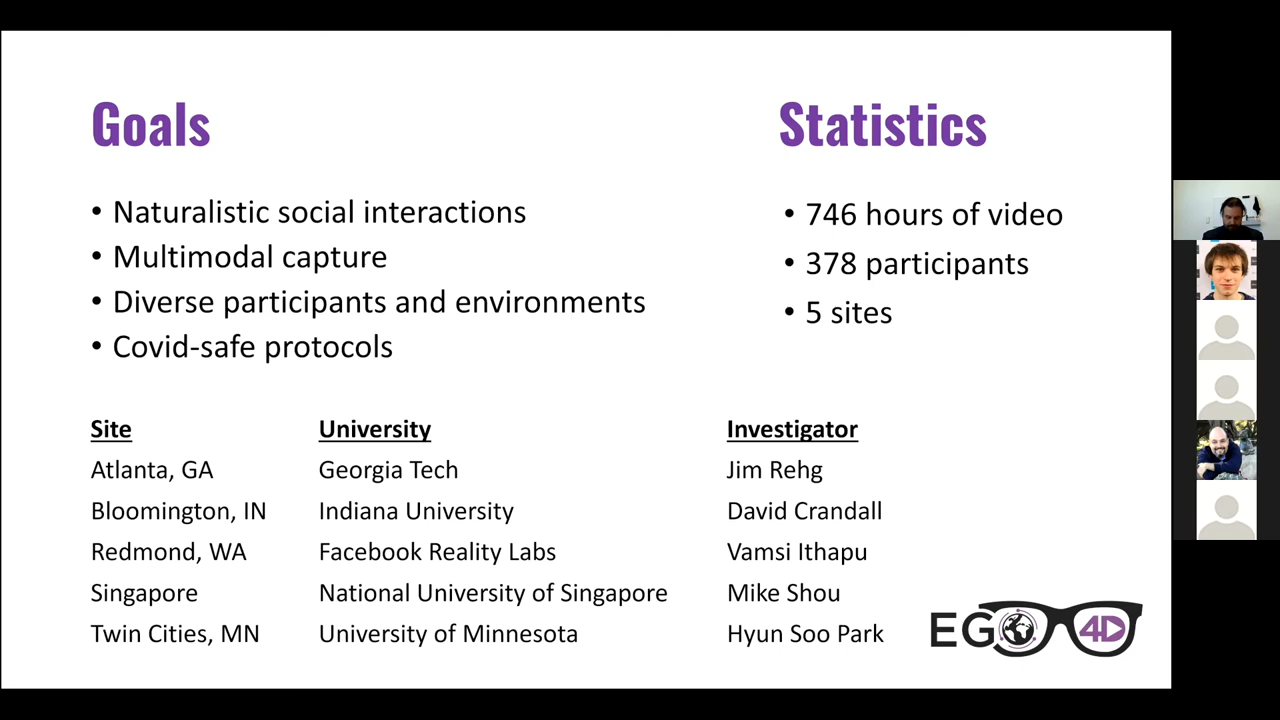 Goals
• Naturalistic social interactions
• Multimodal capture
• Diverse participants and environments
• Covid-safe protocols
Statistics
• 746 hours of video
• 378 participants
• 5 sites
Site University Investigator
Atlanta, GA Georgia Tech Jim Rehg
Bloomington, IN Indiana University David Crandall
Redmond, WA Facebook Reality Labs Vamsi Ithapu
Singapore National University of Singapore Mike Shou
Twin Cities, MN University of Minnesota Hyun Soo Park
EGO 4D